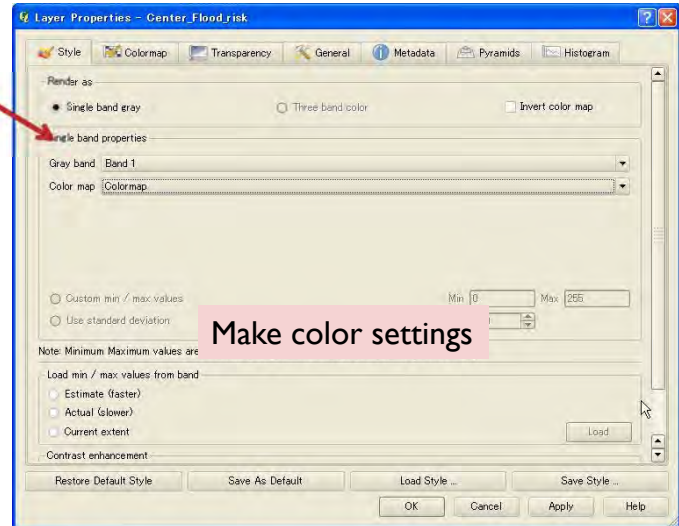 Layer Properties - Center_Flood_risk
Style Colormap Transparency General Metadata Pyramids Histogram
Render as
Single band gray Three band color Invert color map
Single band properties
Gray band Band 1
Color map Colormap
Custom min / max values Min 0 Max 255
Use standard deviation
Make color settings
Note: Minimum Maximum values are
Load min / max values from band
Estimate (faster)
Actual (slower)
Current extent Load
Contrast enhancement
Restore Default Style Save As Default Load Style ... Save Style ...
OK Cancel Apply Help